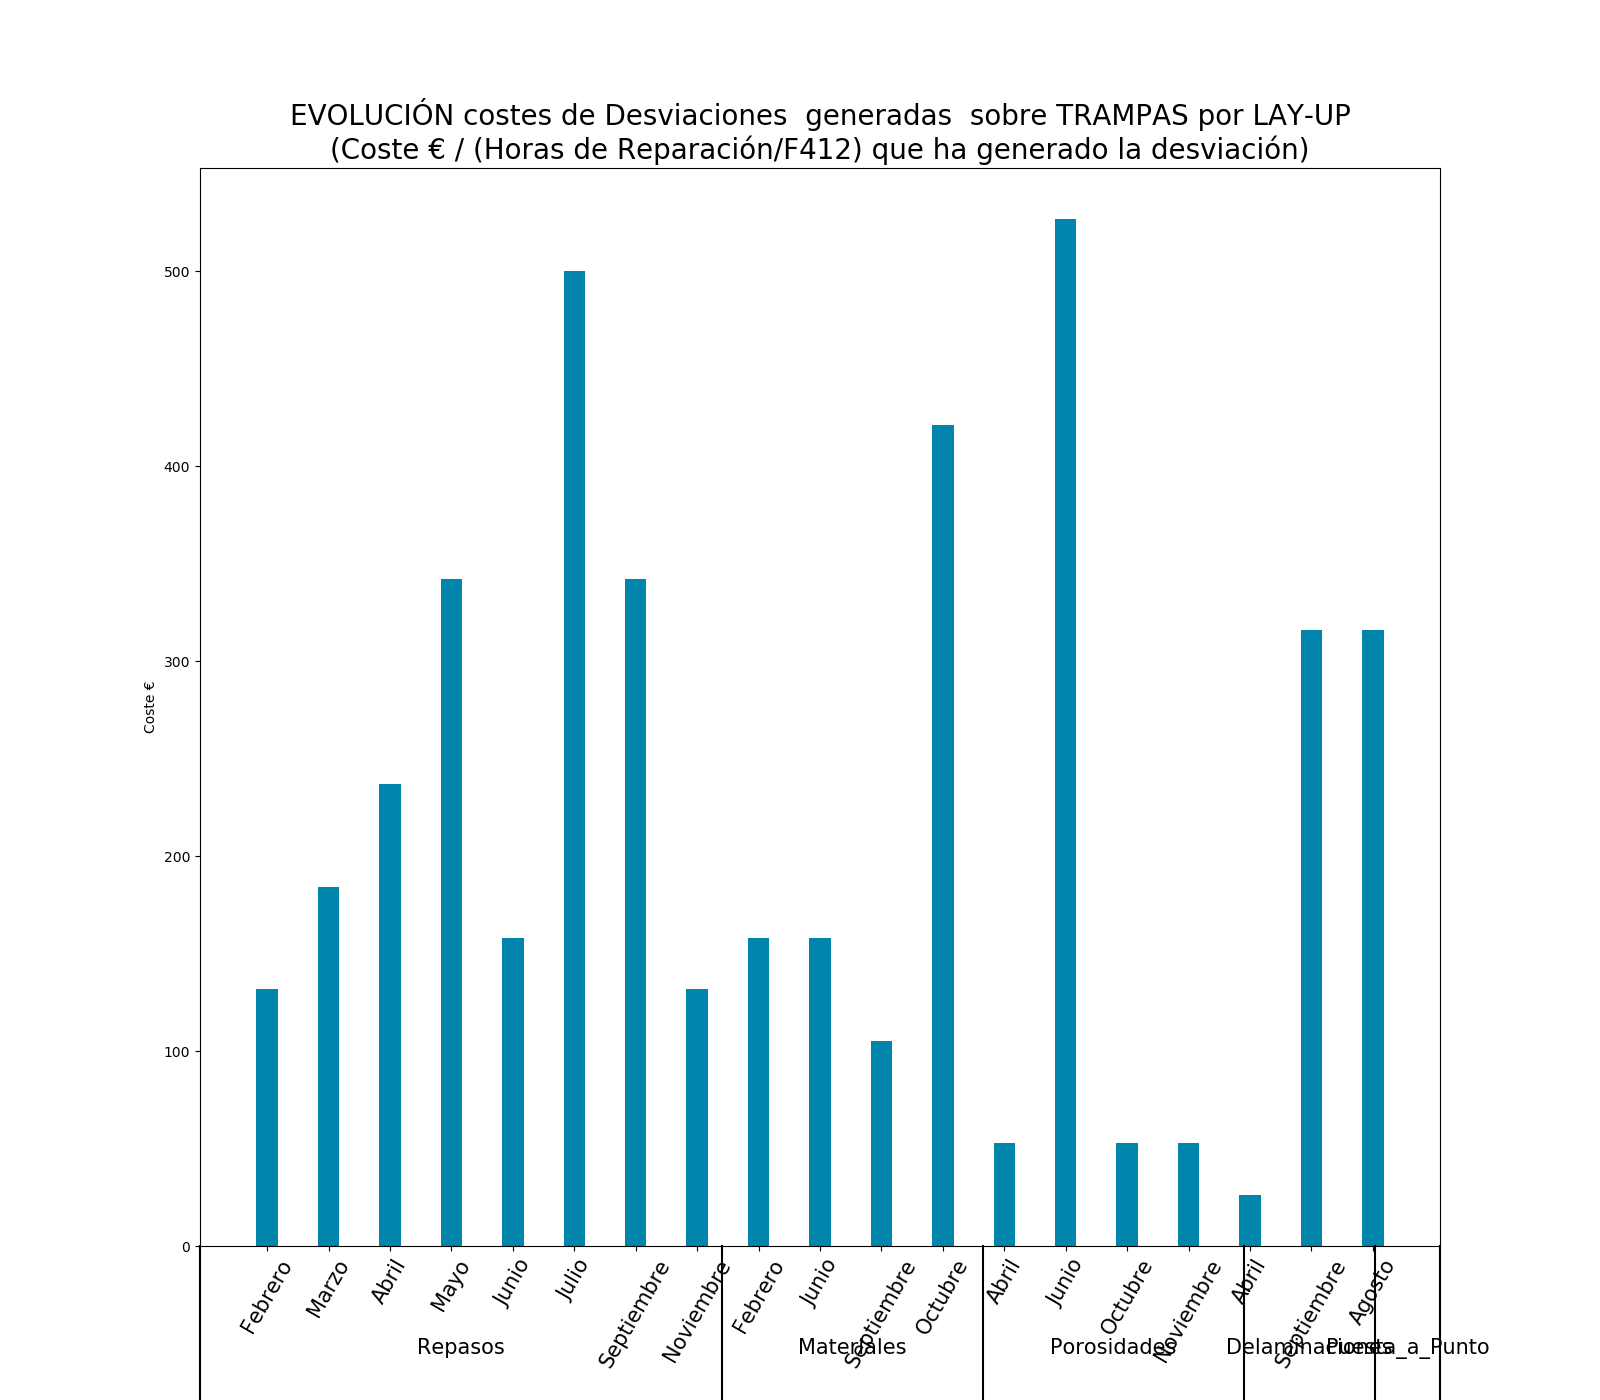 EVOLUCIÓN costes de Desviaciones  generadas  sobre TRAMPAS por LAY-UP
(Coste € / (Horas de Reparación/F412) que ha generado la desviación)
Coste €
500
400
300
200
100
0
Febrero
Marzo
Abril
Mayo
Junio
Julio
Septiembre
Noviembre
Febrero
Junio
Septiembre
Octubre
Abril
Junio
Octubre
Noviembre
Abril
Septiembre
Agosto
Repasos
Materiales
Porosidades
Delaminaciones
Puesta_a_Punto